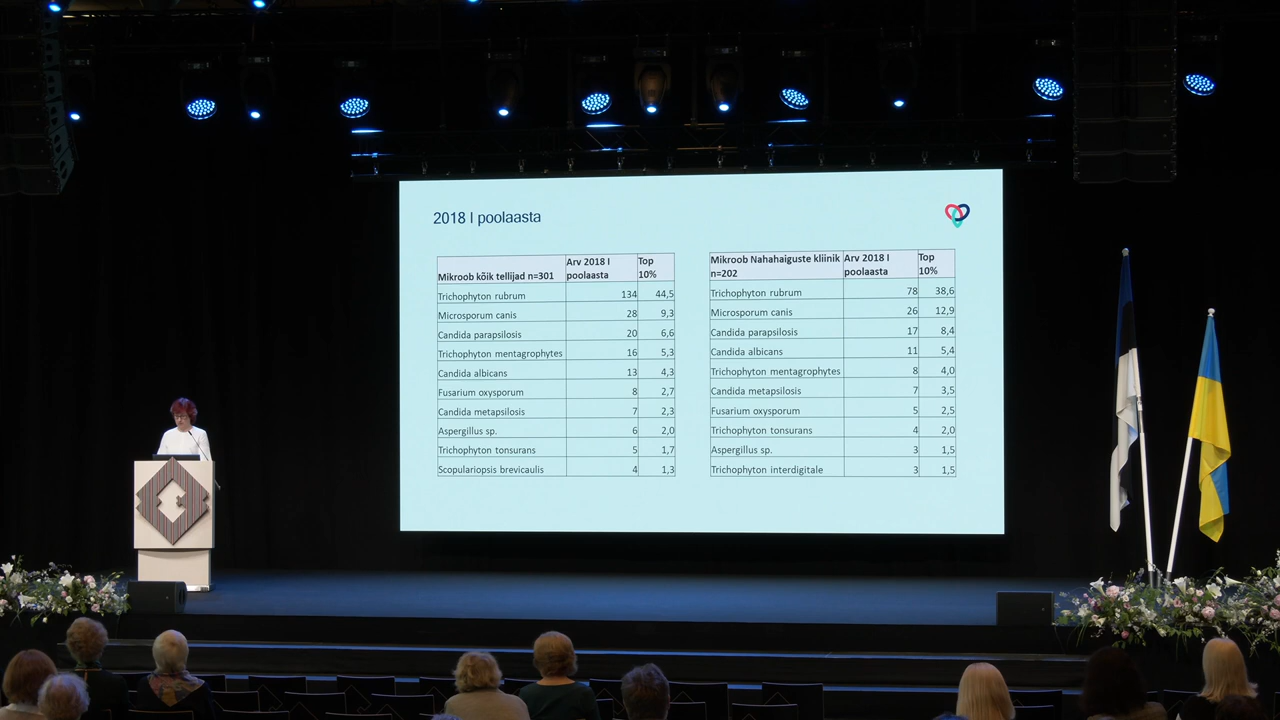 2018 I poolaasta
Mikroob kõik tellijad n=301 Arv 2018 I poolaasta Top 10%
Trichophyton rubrum 134 44,5
Microsporum canis 28 9,3
Candida parapsilosis 20 6,6
Trichophyton mentagrophytes 16 5,3
Candida albicans 13 4,3
Fusarium oxysporum 8 2,7
Candida metapsilosis 7 2,3
Aspergillus sp. 6 2,0
Trichophyton tonsurans 5 1,7
Scopulariopsis brevicaulis 4 1,3
Mikroob Nahahaiguste kliinik n=202 Arv 2018 I poolaasta Top 10%
Trichophyton rubrum 78 38,6
Microsporum canis 26 12,9
Candida parapsilosis 17 8,4
Candida albicans 11 5,4
Trichophyton mentagrophytes 8 4,0
Candida metapsilosis 7 3,5
Fusarium oxysporum 5 2,5
Trichophyton tonsurans 4 2,0
Aspergillus sp. 3 1,5
Trichophyton interdigitale 3 1,5